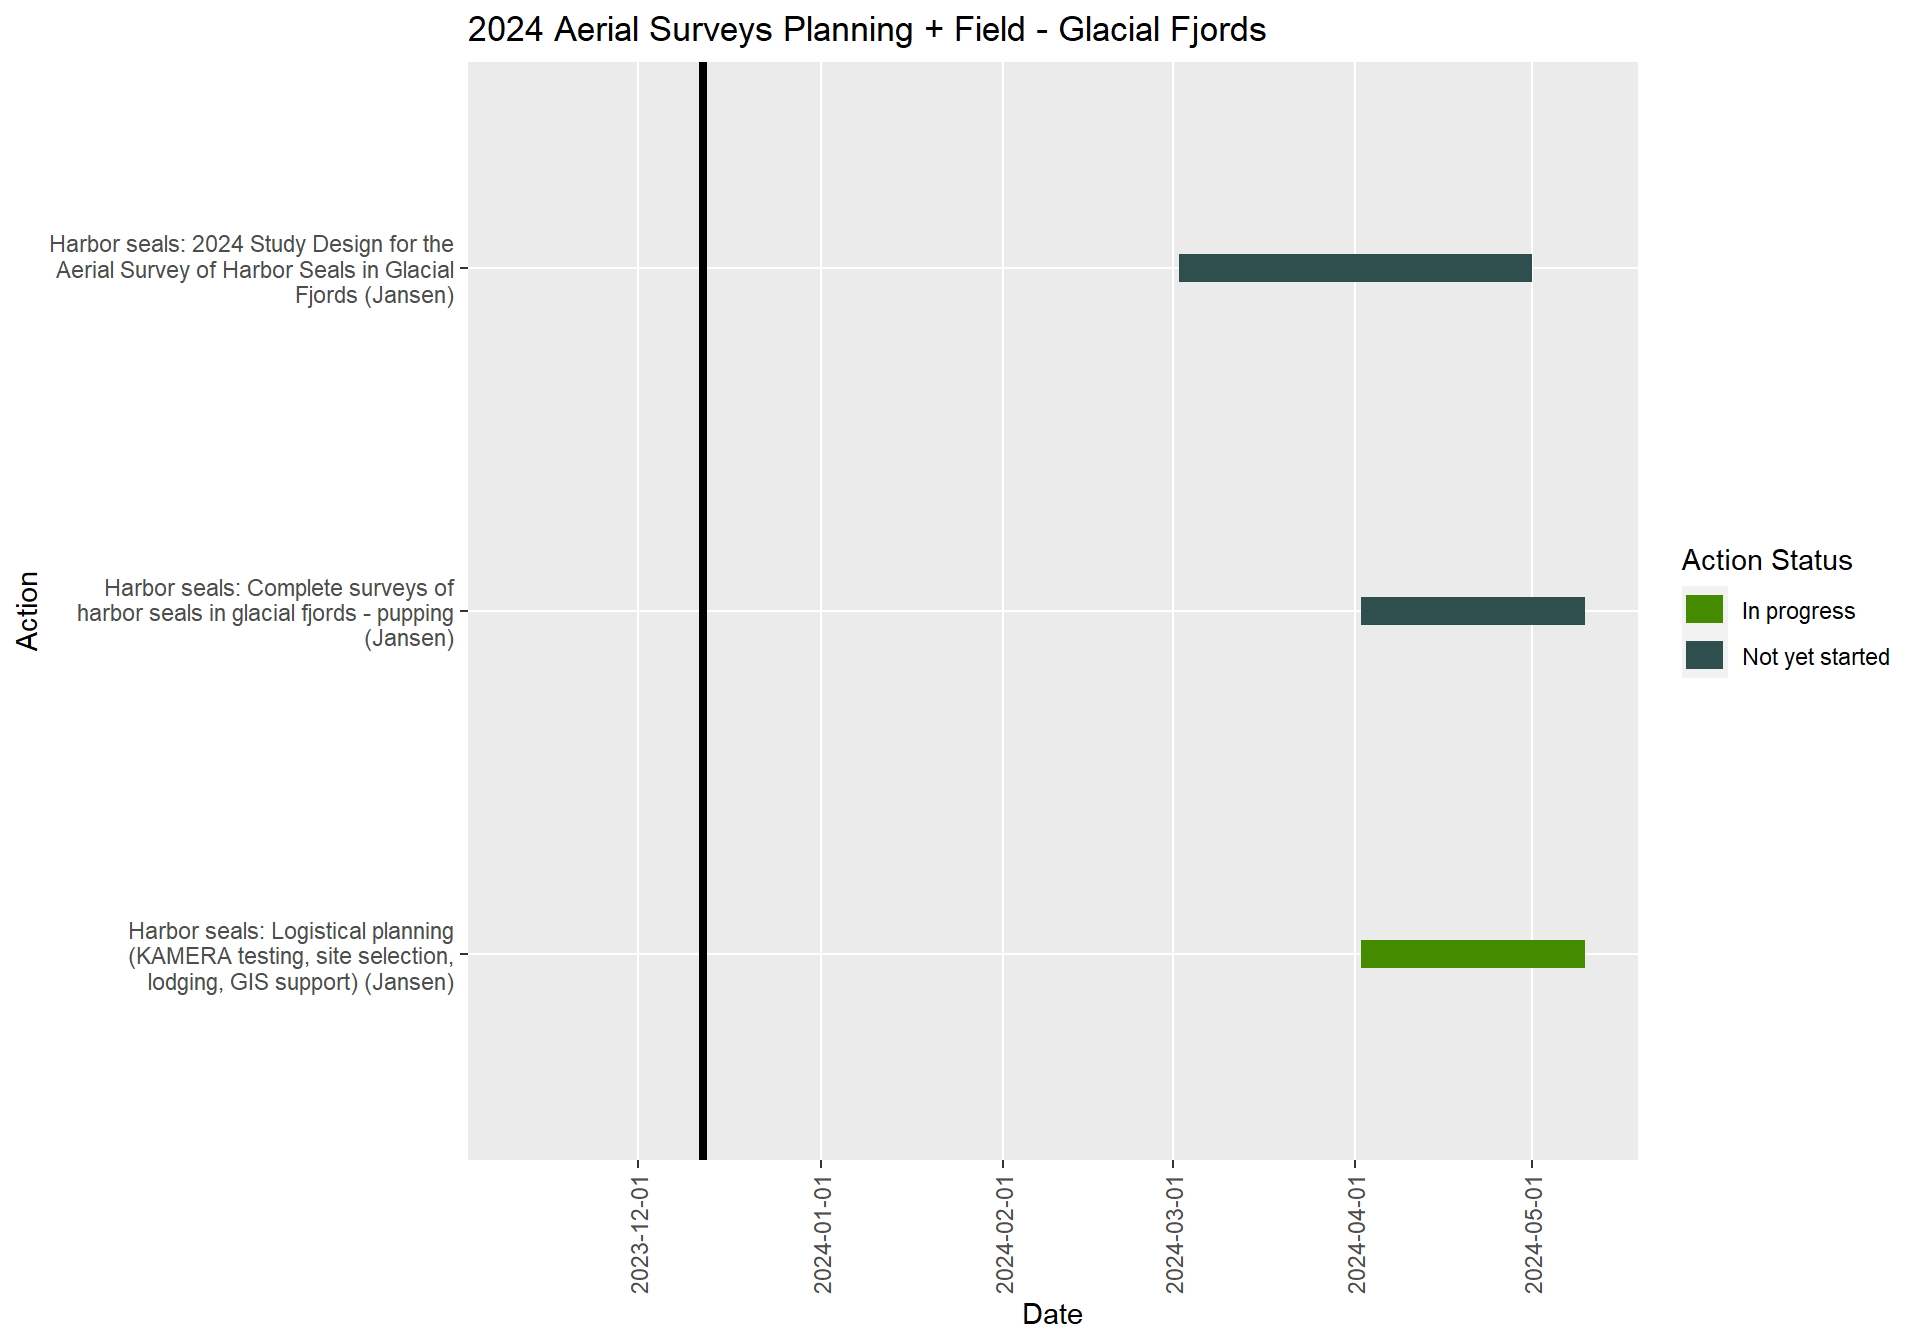 2024 Aerial Surveys Planning + Field - Glacial Fjords
Harbor seals: 2024 Study Design for the
Aerial Survey of Harbor Seals in Glacial
Fjords (Jansen)
Harbor seals: Complete surveys of
harbor seals in glacial fjords - pupping
(Jansen)
Harbor seals: Logistical planning
(KAMERA testing, site selection,
lodging, GIS support) (Jansen)
Action
2023-12-01
2024-01-01
2024-02-01
2024-03-01
2024-04-01
2024-05-01
Date
Action Status
In progress
Not yet started